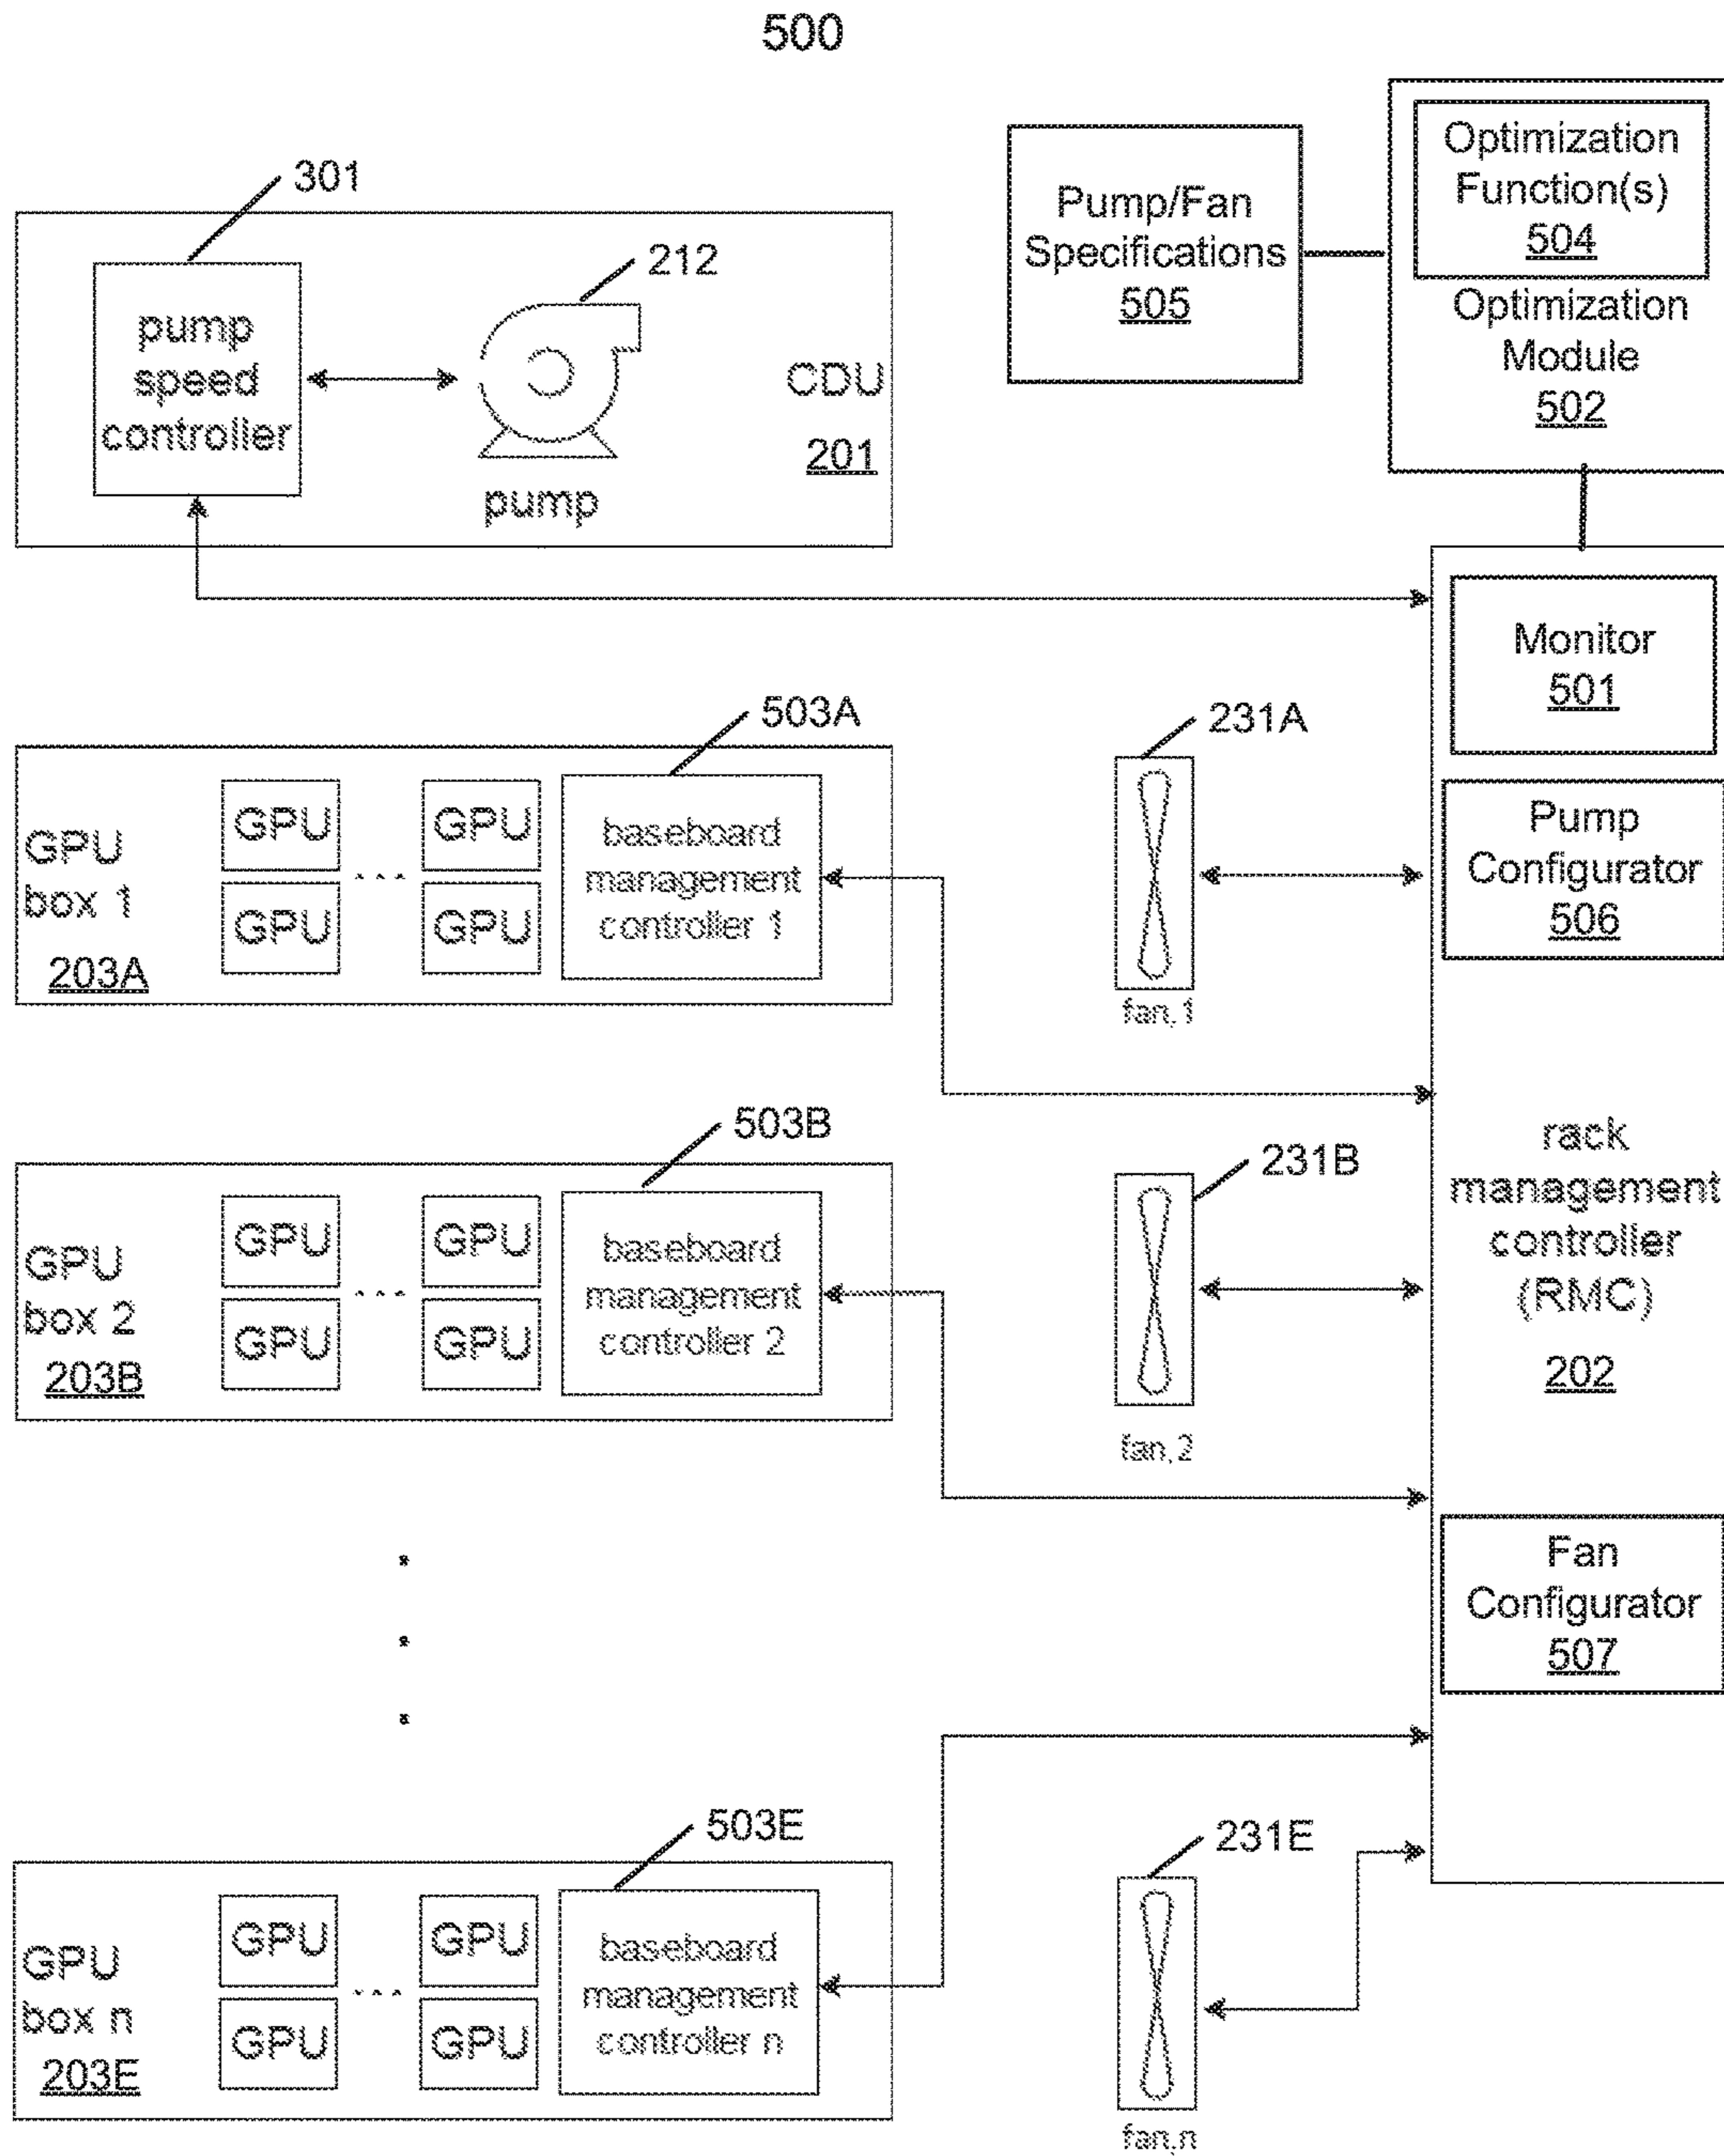 500
301
pump
speed
controller
212
pump
CDU
201
Pump/Fan
Specifications
505
Optimization
Function(s)
504
Optimization
Module
502
Monitor
501
Pump
Configurator
506
rack
management
controller
(RMC)
202
Fan
Configurator
507
503A
GPU
box 1
203A
GPU ... GPU
GPU GPU
baseboard
management
controller 1
231A
fan,1
503B
GPU
box 2
203B
GPU ... GPU
GPU GPU
baseboard
management
controller 2
231B
fan,2
503E
GPU
box n
203E
GPU ... GPU
GPU GPU
baseboard
management
controller n
231E
fan,n